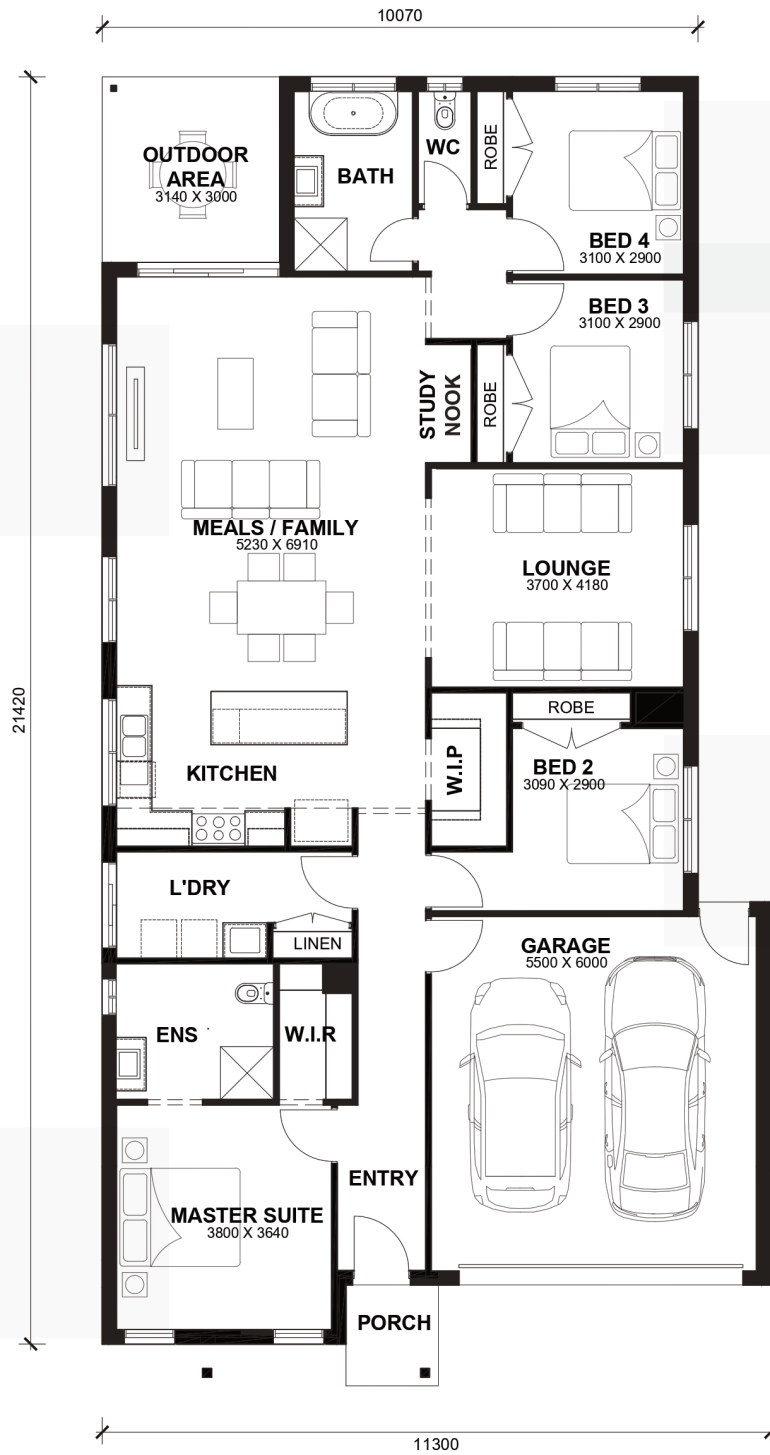 10070
OUTDOOR
AREA
3140 X 3000
BATH
WC
ROBE
BED 4
3100 X 2900
BED 3
3100 X 2900
STUDY
NOOK
ROBE
MEALS / FAMILY
5230 X 6910
LOUNGE
3700 X 4180
21420
ROBE
KITCHEN
W.I.P
BED 2
3090 X 2900
L'DRY
LINEN
GARAGE
5500 X 6000
ENS
W.I.R
ENTRY
MASTER SUITE
3800 X 3640
PORCH
11300